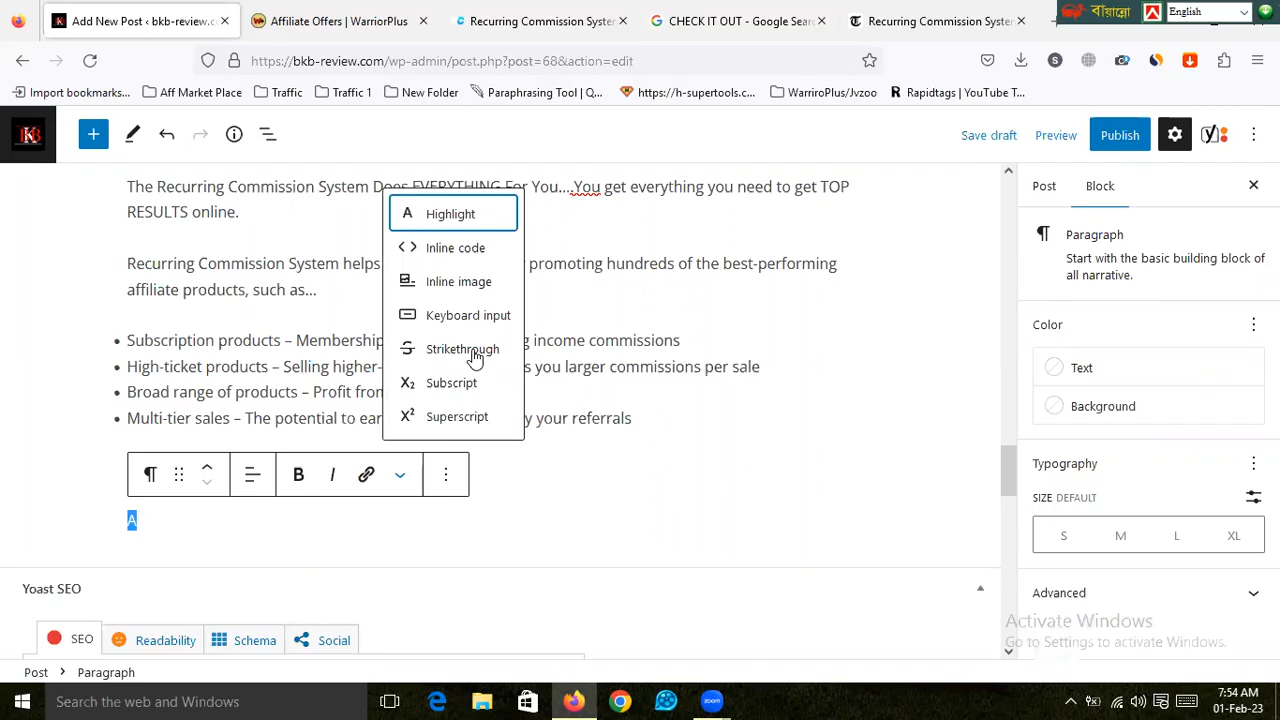 Add New Post ‹ bkb-review.c
Affiliate Offers | WarriorPlus
Recurring Commission System
CHECK IT OUT - Google Sear
Recurring Commission System
বায়ান্নো
English
https://bkb-review.com/wp-admin/post.php?post=68&action=edit
Import bookmarks...
Aff Market Place
Traffic
Traffic 1
New Folder
Paraphrasing Tool | Q...
https://h-supertools.c...
WarriroPlus/Jvzoo
Rapidtags | YouTube T...
KB
Save draft
Preview
Publish
The Recurring Commission System Does EVERYTHING For You…You get everything you need to get TOP
RESULTS online.
Recurring Commission System helps
promoting hundreds of the best-performing
affiliate products, such as…
Subscription products – Membership
income commissions
High-ticket products – Selling higher-
you larger commissions per sale
Broad range of products – Profit from
Multi-tier sales – The potential to earn
your referrals
Highlight
Inline code
Inline image
Keyboard input
Strikethrough
Subscript
Superscript
B I
A
Post
Block
Paragraph
Start with the basic building block of
all narrative.
Color
Text
Background
Typography
SIZE DEFAULT
S M L XL
Advanced
Yoast SEO
SEO
Readability
Schema
Social
Activate Windows
Go to Settings to activate Windows.
Post
Paragraph
Search the web and Windows
zoom
7:54 AM
01-Feb-23